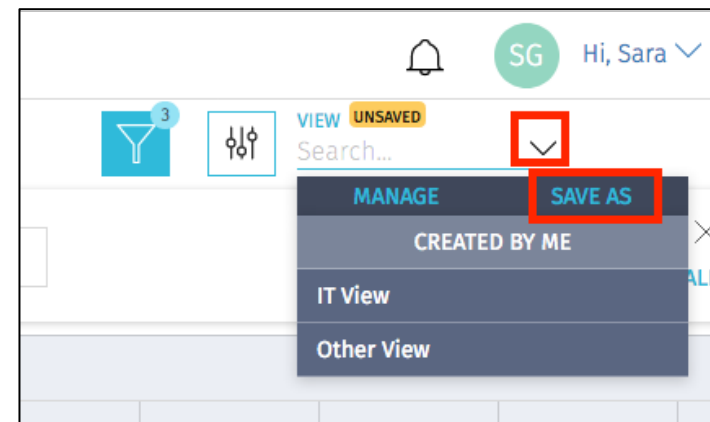 SG Hi, Sara
3
VIEW UNSAVED
Search...
MANAGE SAVE AS
CREATED BY ME
IT View
Other View